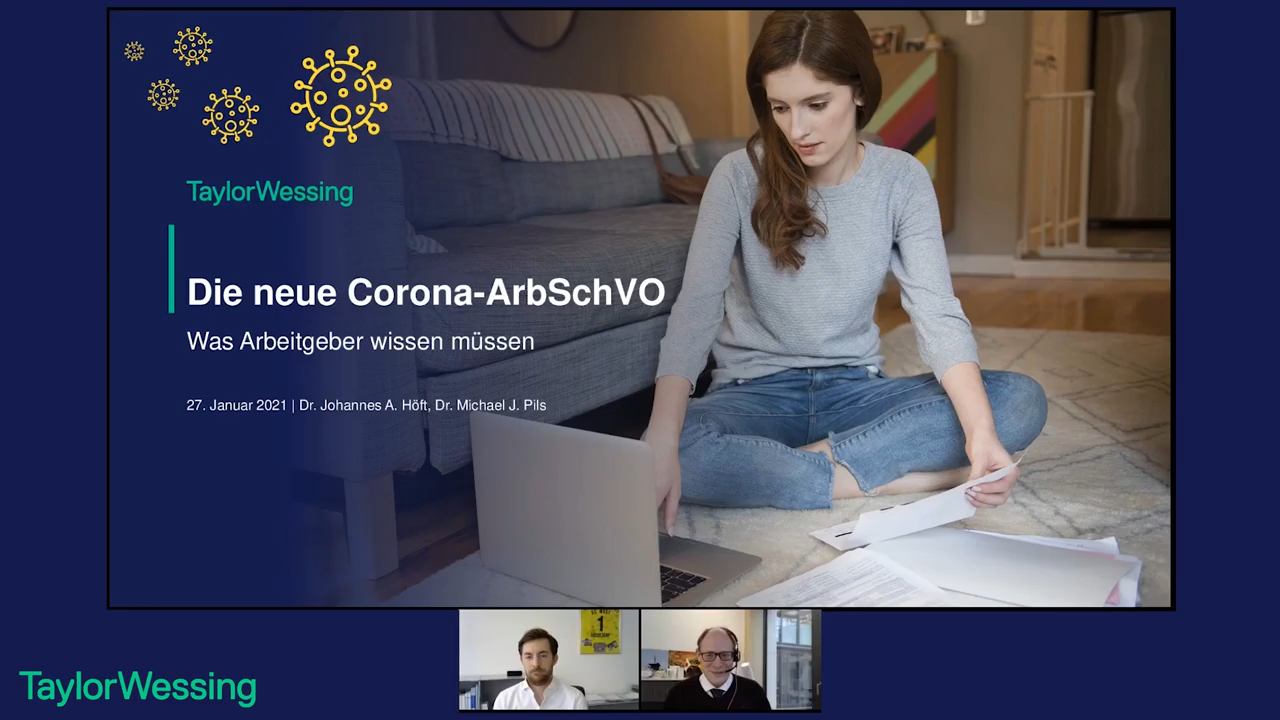 TaylorWessing
Die neue Corona-ArbSchVO
Was Arbeitgeber wissen müssen
27. Januar 2021 | Dr. Johannes A. Höft, Dr. Michael J. Pils
1
TaylorWessing